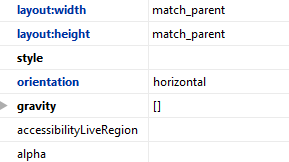 layout:width match_parent
layout:height match_parent
style
orientation horizontal
gravity []
accessibilityLiveRegion
alpha